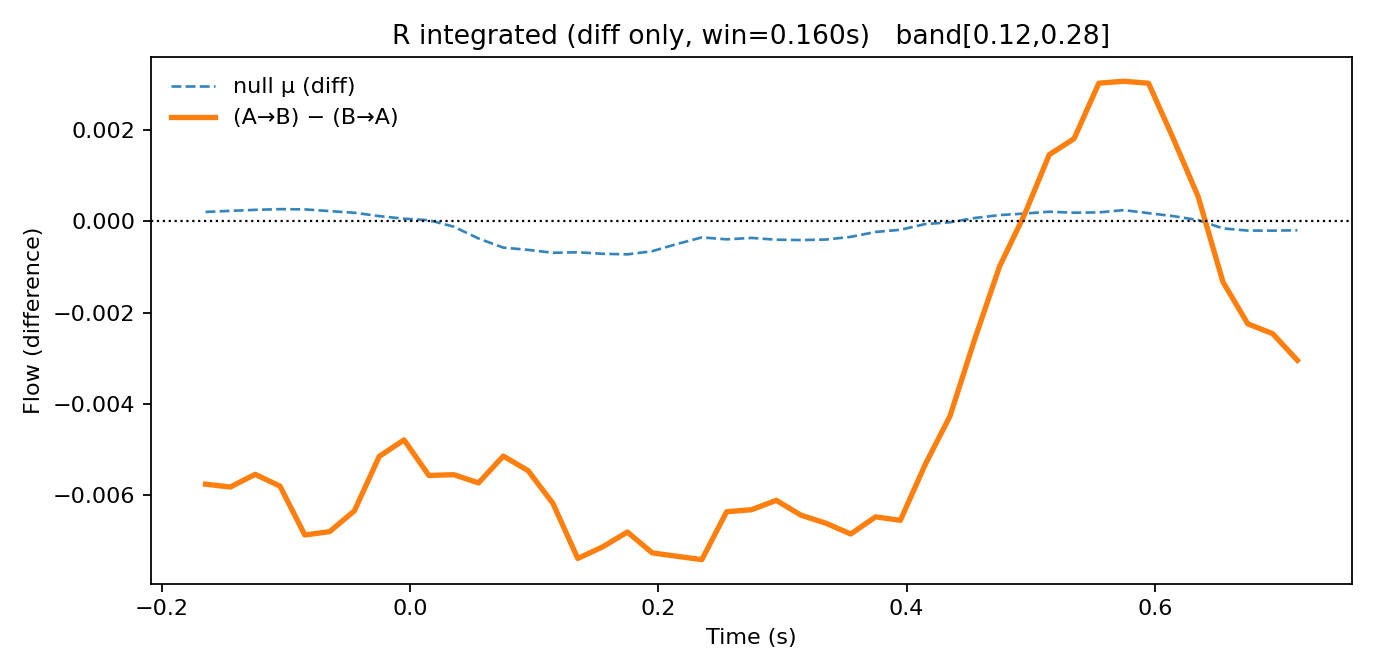 R integrated (diff only, win=0.160s)   band[0.12,0.28]
null μ (diff)
(A→B) − (B→A)
0.002
0.000
−0.002
−0.004
−0.006
Flow (difference)
−0.2
0.0
0.2
0.4
0.6
Time (s)